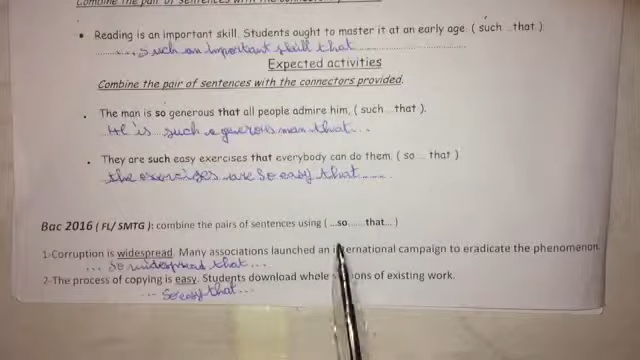 Combine the pair of sentences with the connectors
• Reading is an important skill. Students ought to master it at an early age. ( such ...that )
... such an important skill that ...
Expected activities
Combine the pair of sentences with the connectors provided.
• The man is so generous that all people admire him. ( such ...that ).
He is such a generous man that...
• They are such easy exercises that everybody can do them. ( so ... that )
the exercizes are so easy that ...
Bac 2016 ( FL/ SMTG ): combine the pairs of sentences using ( ...so......that... )
1-Corruption is widespread. Many associations launched an international campaign to eradicate the phenomenon.
... so widespread that ...
2-The process of copying is easy. Students download whole of existing work.
... so easy that ...